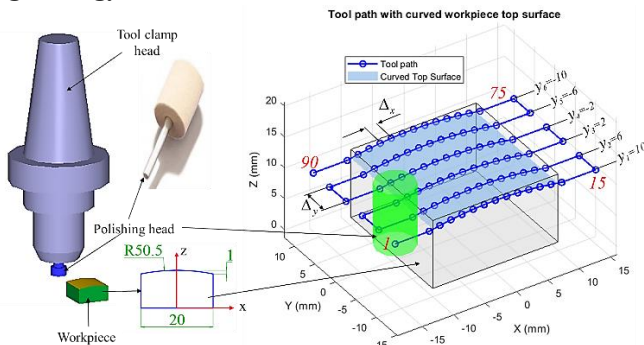 Tool path with curved workpiece top surface
Tool clamp
head
Tool path
Curved Top Surface
Polishing head
Workpiece
R50.5
z
1
x
20
Δx
Δy
75
90
15
1
y₆=-10
y₅=-6
y₄=-2
y₃=2
y₂=6
y₁=10
Z (mm)
20
15
10
5
0
Y (mm)
10
5
0
-5
-10
-15
X (mm)
-15
-10
-5
0
5
10
15